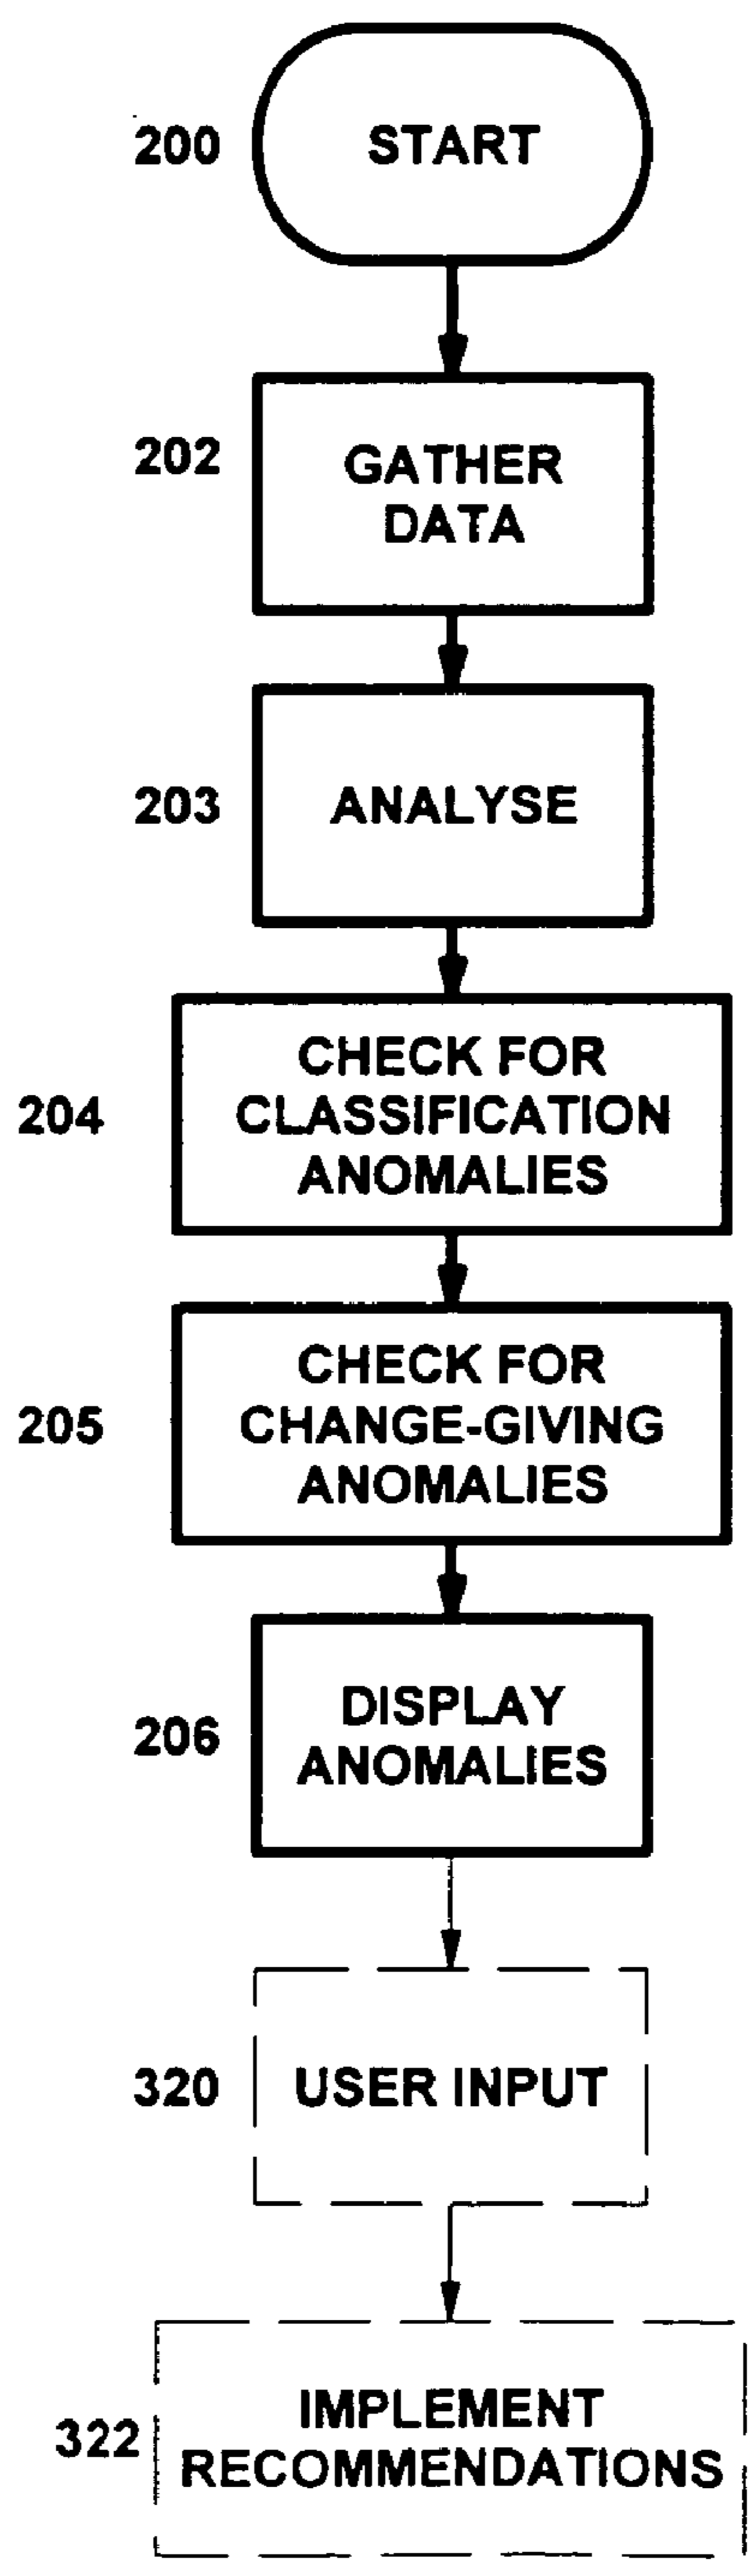 200 START
202 GATHER
DATA
203 ANALYSE
CHECK FOR
204 CLASSIFICATION
ANOMALIES
CHECK FOR
205 CHANGE-GIVING
ANOMALIES
DISPLAY
206 ANOMALIES
320 USER INPUT
IMPLEMENT
322 RECOMMENDATIONS